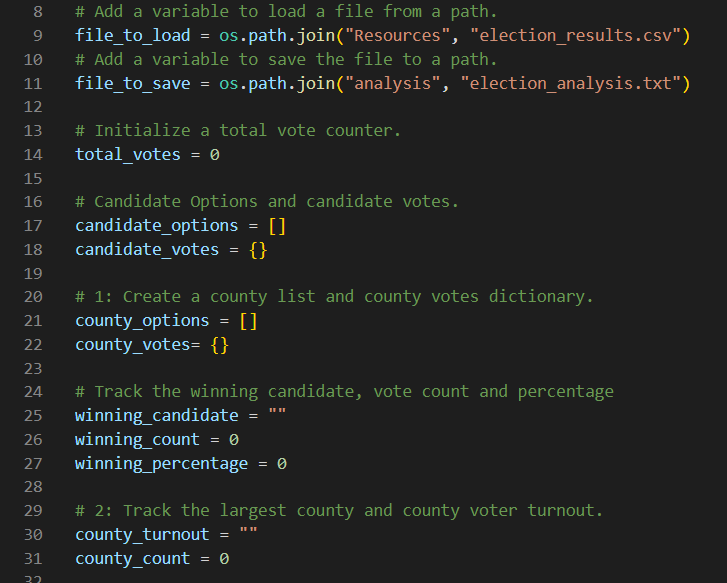 8 # Add a variable to load a file from a path.
9 file_to_load = os.path.join("Resources", "election_results.csv")
10 # Add a variable to save the file to a path.
11 file_to_save = os.path.join("analysis", "election_analysis.txt")
12
13 # Initialize a total vote counter.
14 total_votes = 0
15
16 # Candidate Options and candidate votes.
17 candidate_options = []
18 candidate_votes = {}
19
20 # 1: Create a county list and county votes dictionary.
21 county_options = []
22 county_votes= {}
23
24 # Track the winning candidate, vote count and percentage
25 winning_candidate = ""
26 winning_count = 0
27 winning_percentage = 0
28
29 # 2: Track the largest county and county voter turnout.
30 county_turnout = ""
31 county_count = 0
32